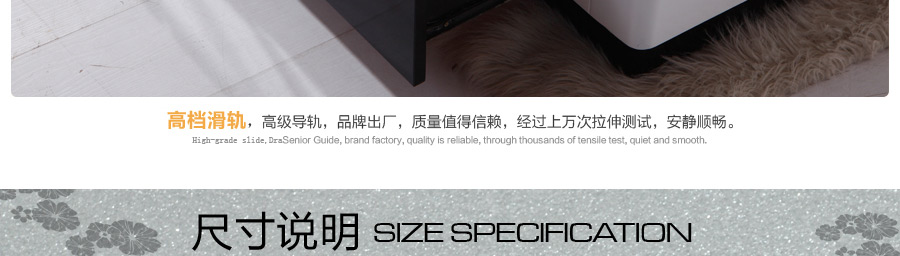 高档滑轨，高级导轨，品牌出厂，质量值得信赖，经过上万次拉伸测试，安静顺畅。
High-grade slide,DraSenior Guide, brand factory, quality is reliable, through thousands of tensile test, quiet and smooth.
尺寸说明 SIZE SPECIFICATION